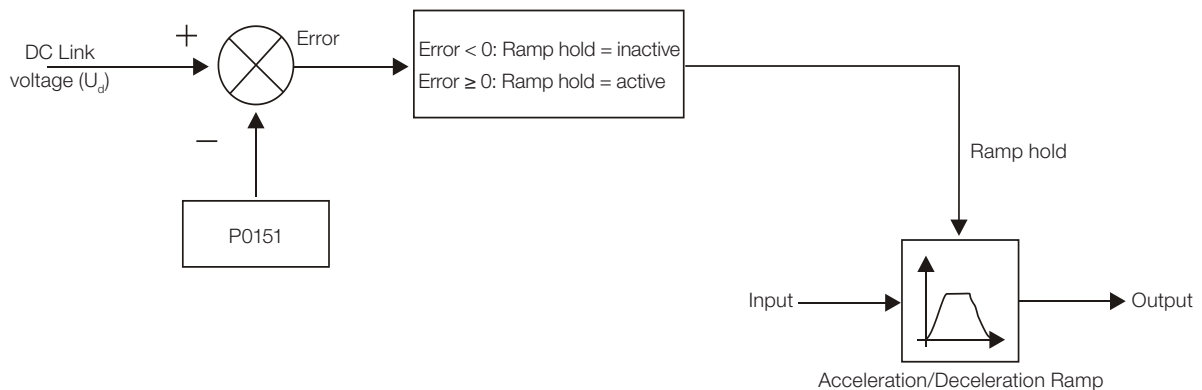 DC Link
voltage (Ud)
+
−
Error
P0151
Error < 0: Ramp hold = inactive
Error ≥ 0: Ramp hold = active
Ramp hold
Input
Output
Acceleration/Deceleration Ramp